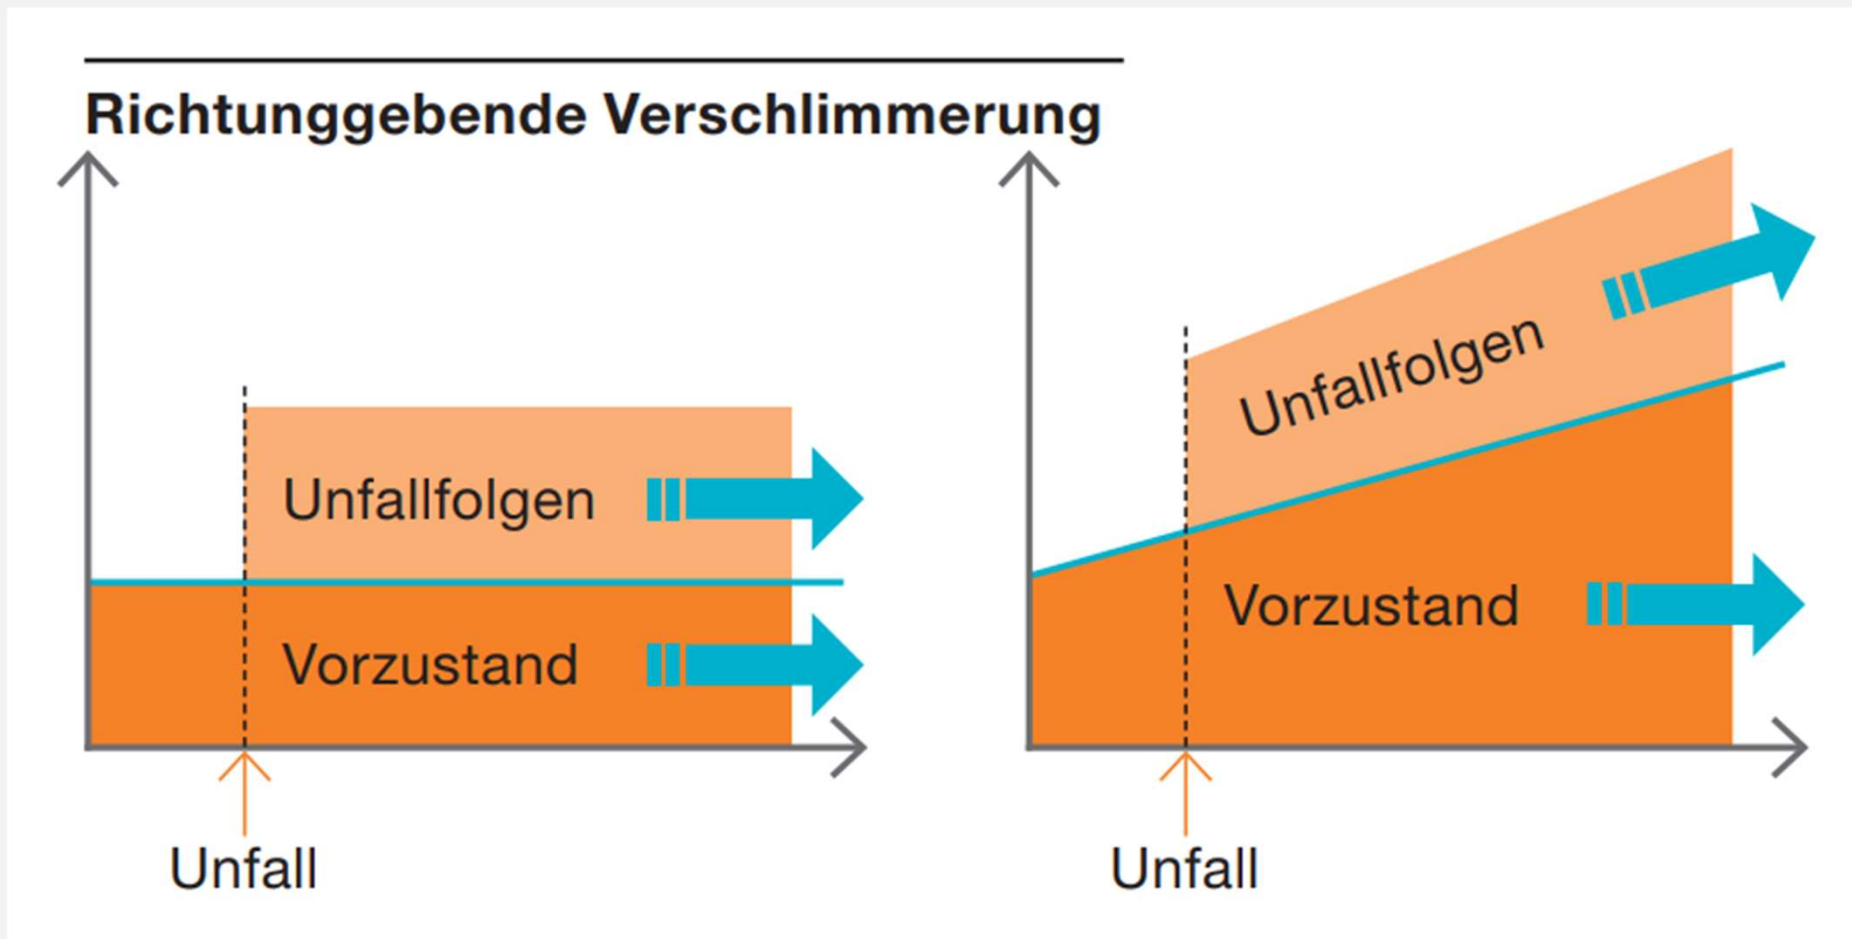 Richtunggebende Verschlimmerung
Unfallfolgen
Vorzustand
Unfall
Unfallfolgen
Vorzustand
Unfall